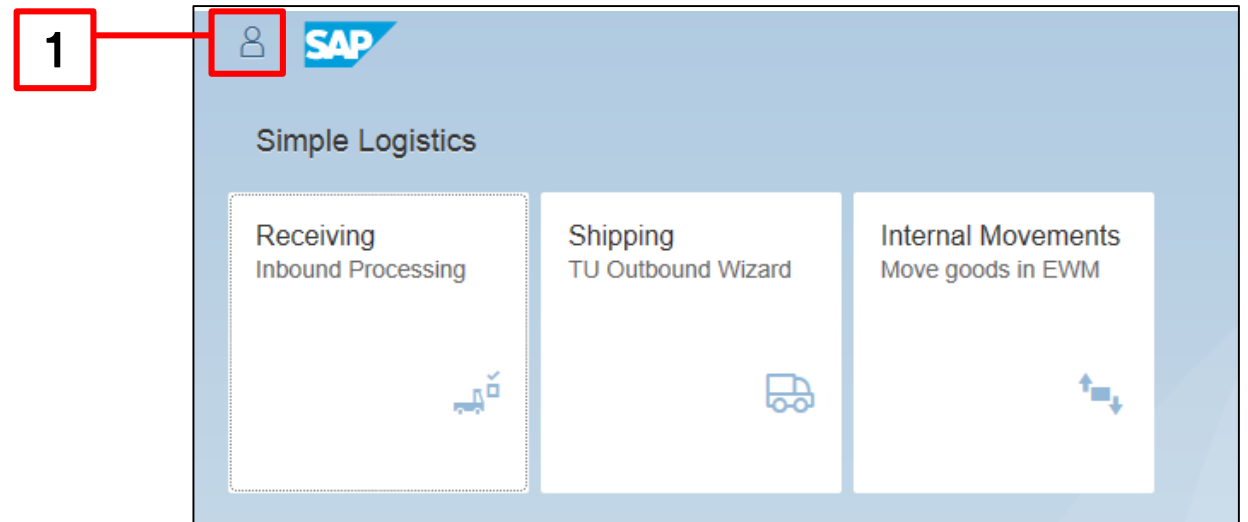 1
SAP
Simple Logistics
Receiving
Inbound Processing
Shipping
TU Outbound Wizard
Internal Movements
Move goods in EWM